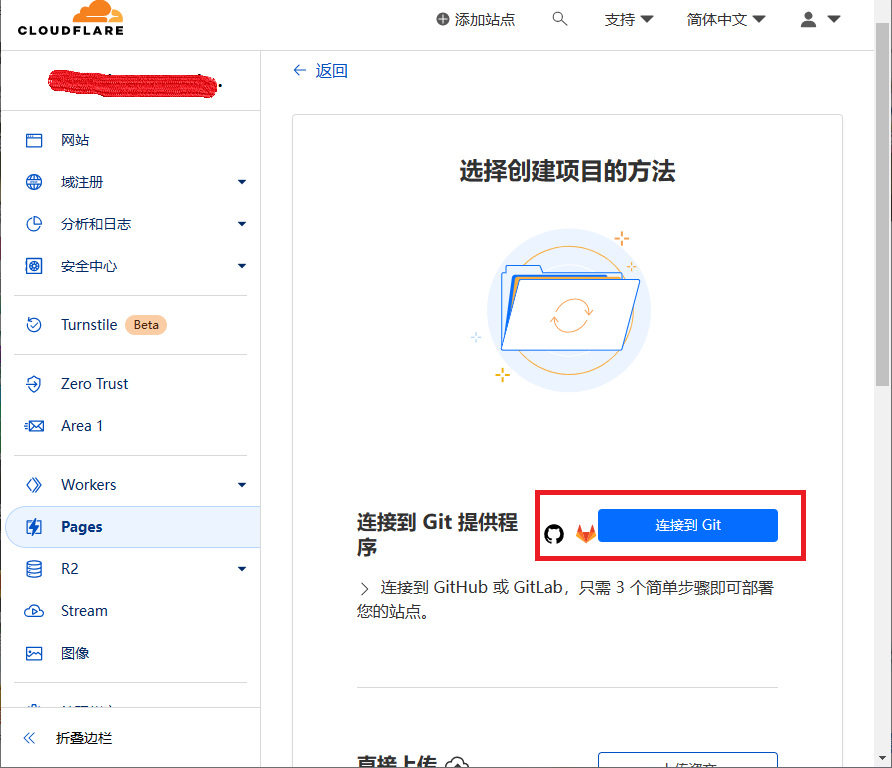 CLOUDFLARE
添加站点
支持
简体中文
返回
网站
域注册
分析和日志
安全中心
Turnstile Beta
Zero Trust
Area 1
Workers
Pages
R2
Stream
图像
折叠边栏
选择创建项目的方法
连接到 Git 提供程
序
连接到 Git
连接到 GitHub 或 GitLab，只需 3 个简单步骤即可部署
您的站点。
直接上传